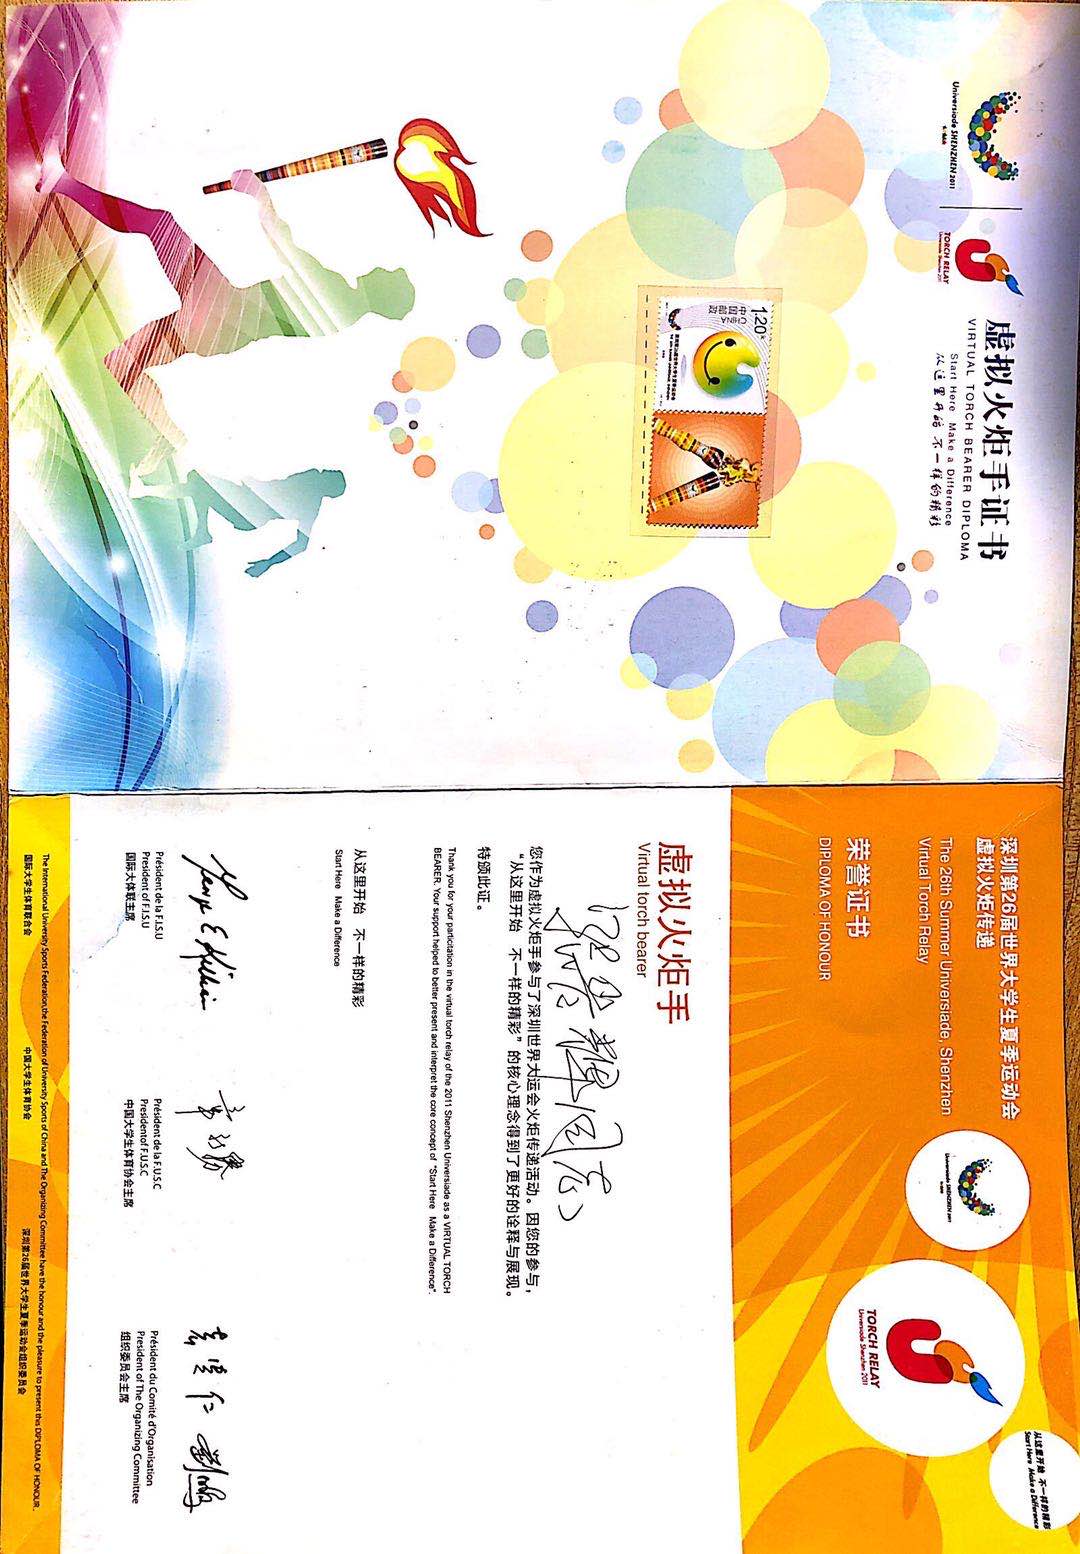 Universiade SHENZHEN 2011
TORCH RELAY
Universiade Shenzhen 2011
虚拟火炬手证书
VIRTUAL TORCH BEARER DIPLOMA
Start Here Make a Difference
从这里开始 不一样的精彩
1.20
中国邮政
深圳第26届世界大学生夏季运动会
虚拟火炬传递
The 26th Summer Universiade, Shenzhen
Virtual Torch Relay
荣誉证书
DIPLOMA OF HONOUR
Universiade SHENZHEN 2011
TORCH RELAY
Universiade Shenzhen 2011
从这里开始 不一样的精彩
Start Here Make a Difference
虚拟火炬手
Virtual torch bearer
同志
您作为虚拟火炬手参与了深圳世界大运会火炬传递活动。因您的参与，
“从这里开始 不一样的精彩”的核心理念得到了更好的诠释与展现。
特颁此证。
Thank you for your particitation in the virtual torch relay of the 2011 Shenzhen Universiade as a VIRTUAL TORCH
BEARER. Your support helped to better present and interpret the core concept of "Start Here Make a Difference".
从这里开始 不一样的精彩
Start Here Make a Difference
Président de la F.I.S.U
President of F.I.S.U
国际大体联主席
Président de la F.U.S.C
Presidentof F.U.S.C
中国大学生体育协会主席
Président du Comité d'Organisation
President of The Organizing Committee
组织委员会主席
The International University Sports Federation,the Federation of University Sports of China and The Organizing Committee have the honour and the pleasure to present this DIPLOMA OF HONOUR.
国际大学生体育联合会 中国大学生体育协会 深圳第26届世界大学生夏季运动会组织委员会